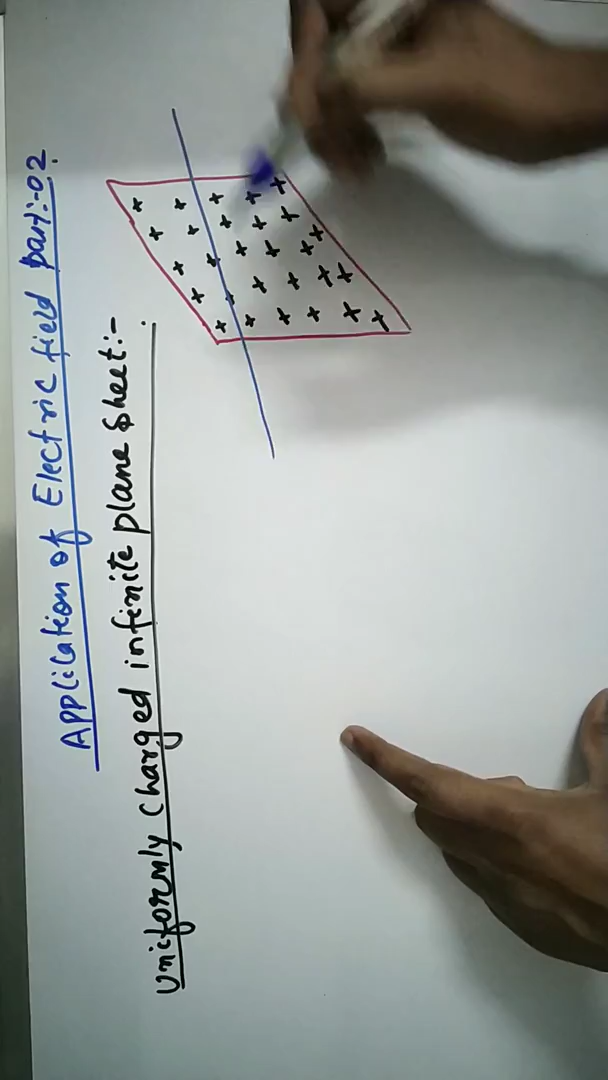 Application of Electric field part:-02
Uniformly Charged infinite plane sheet:-